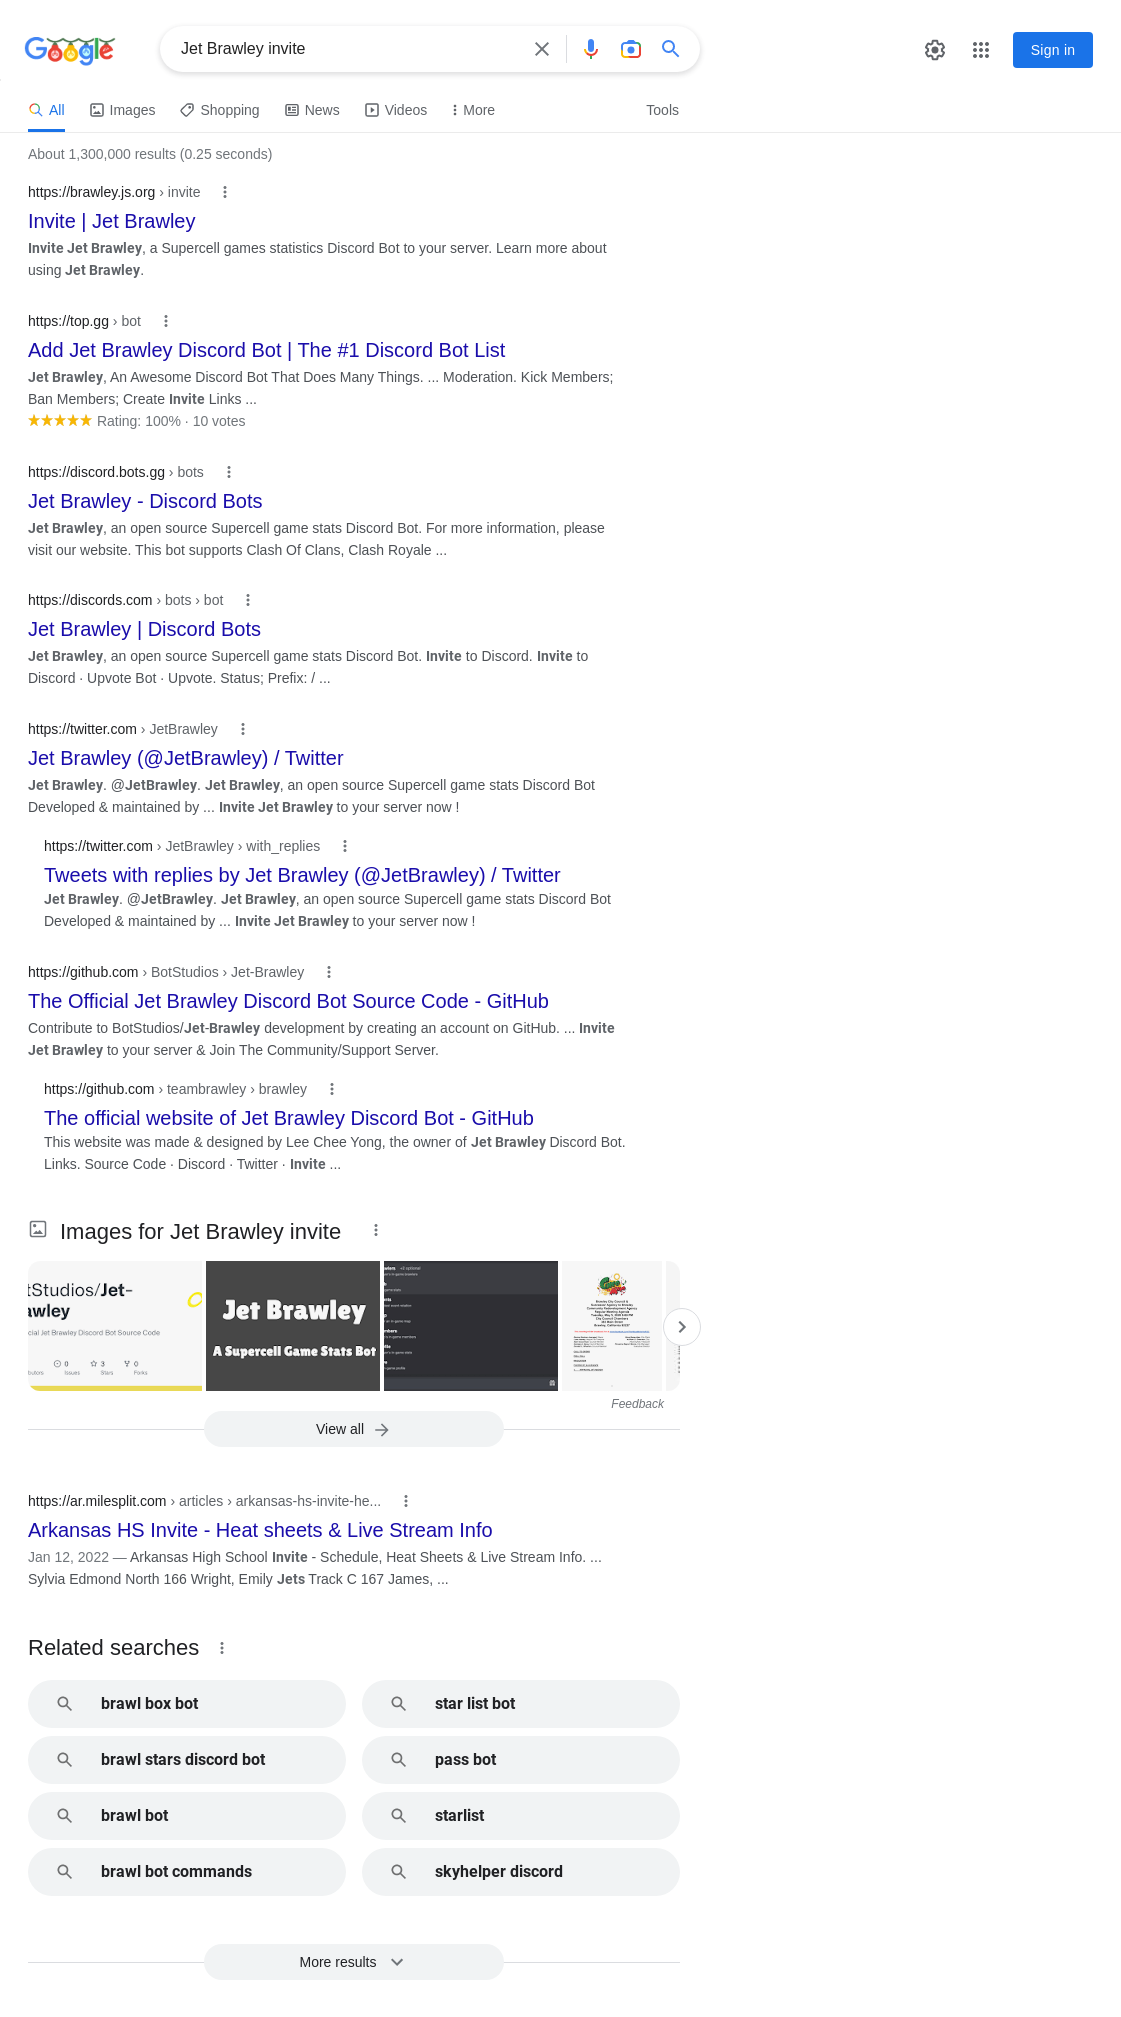 Google
Jet Brawley invite
Sign in
All Images Shopping News Videos More Tools
About 1,300,000 results (0.25 seconds)
https://brawley.js.org › invite
Invite | Jet Brawley
Invite Jet Brawley, a Supercell games statistics Discord Bot to your server. Learn more about
using Jet Brawley.
https://top.gg › bot
Add Jet Brawley Discord Bot | The #1 Discord Bot List
Jet Brawley, An Awesome Discord Bot That Does Many Things. ... Moderation. Kick Members;
Ban Members; Create Invite Links ...
Rating: 100% · 10 votes
https://discord.bots.gg › bots
Jet Brawley - Discord Bots
Jet Brawley, an open source Supercell game stats Discord Bot. For more information, please
visit our website. This bot supports Clash Of Clans, Clash Royale ...
https://discords.com › bots › bot
Jet Brawley | Discord Bots
Jet Brawley, an open source Supercell game stats Discord Bot. Invite to Discord. Invite to
Discord · Upvote Bot · Upvote. Status; Prefix: / ...
https://twitter.com › JetBrawley
Jet Brawley (@JetBrawley) / Twitter
Jet Brawley. @JetBrawley. Jet Brawley, an open source Supercell game stats Discord Bot
Developed & maintained by ... Invite Jet Brawley to your server now !
https://twitter.com › JetBrawley › with_replies
Tweets with replies by Jet Brawley (@JetBrawley) / Twitter
Jet Brawley. @JetBrawley. Jet Brawley, an open source Supercell game stats Discord Bot
Developed & maintained by ... Invite Jet Brawley to your server now !
https://github.com › BotStudios › Jet-Brawley
The Official Jet Brawley Discord Bot Source Code - GitHub
Contribute to BotStudios/Jet-Brawley development by creating an account on GitHub. ... Invite
Jet Brawley to your server & Join The Community/Support Server.
https://github.com › teambrawley › brawley
The official website of Jet Brawley Discord Bot - GitHub
This website was made & designed by Lee Chee Yong, the owner of Jet Brawley Discord Bot.
Links. Source Code · Discord · Twitter · Invite ...
Images for Jet Brawley invite
tStudios/Jet-
awley
cial Jet Brawley Discord Bot Source Code
0 3 0
Issues Stars Forks
Jet Brawley
A Supercell Game Stats Bot
Feedback
View all
https://ar.milesplit.com › articles › arkansas-hs-invite-he...
Arkansas HS Invite - Heat sheets & Live Stream Info
Jan 12, 2022 — Arkansas High School Invite - Schedule, Heat Sheets & Live Stream Info. ...
Sylvia Edmond North 166 Wright, Emily Jets Track C 167 James, ...
Related searches
brawl box bot
star list bot
brawl stars discord bot
pass bot
brawl bot
starlist
brawl bot commands
skyhelper discord
More results